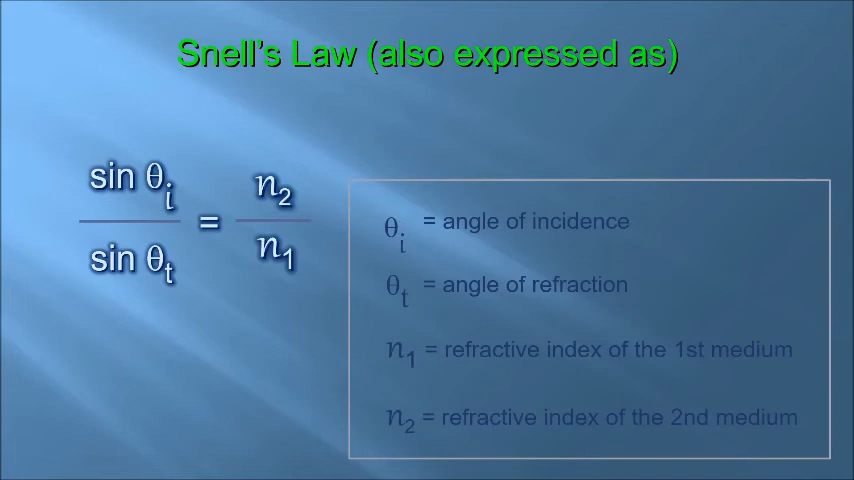 Snell's Law (also expressed as)
sin θi
sin θt
=
n2
n1
θi = angle of incidence
θt = angle of refraction
n1 = refractive index of the 1st medium
n2 = refractive index of the 2nd medium